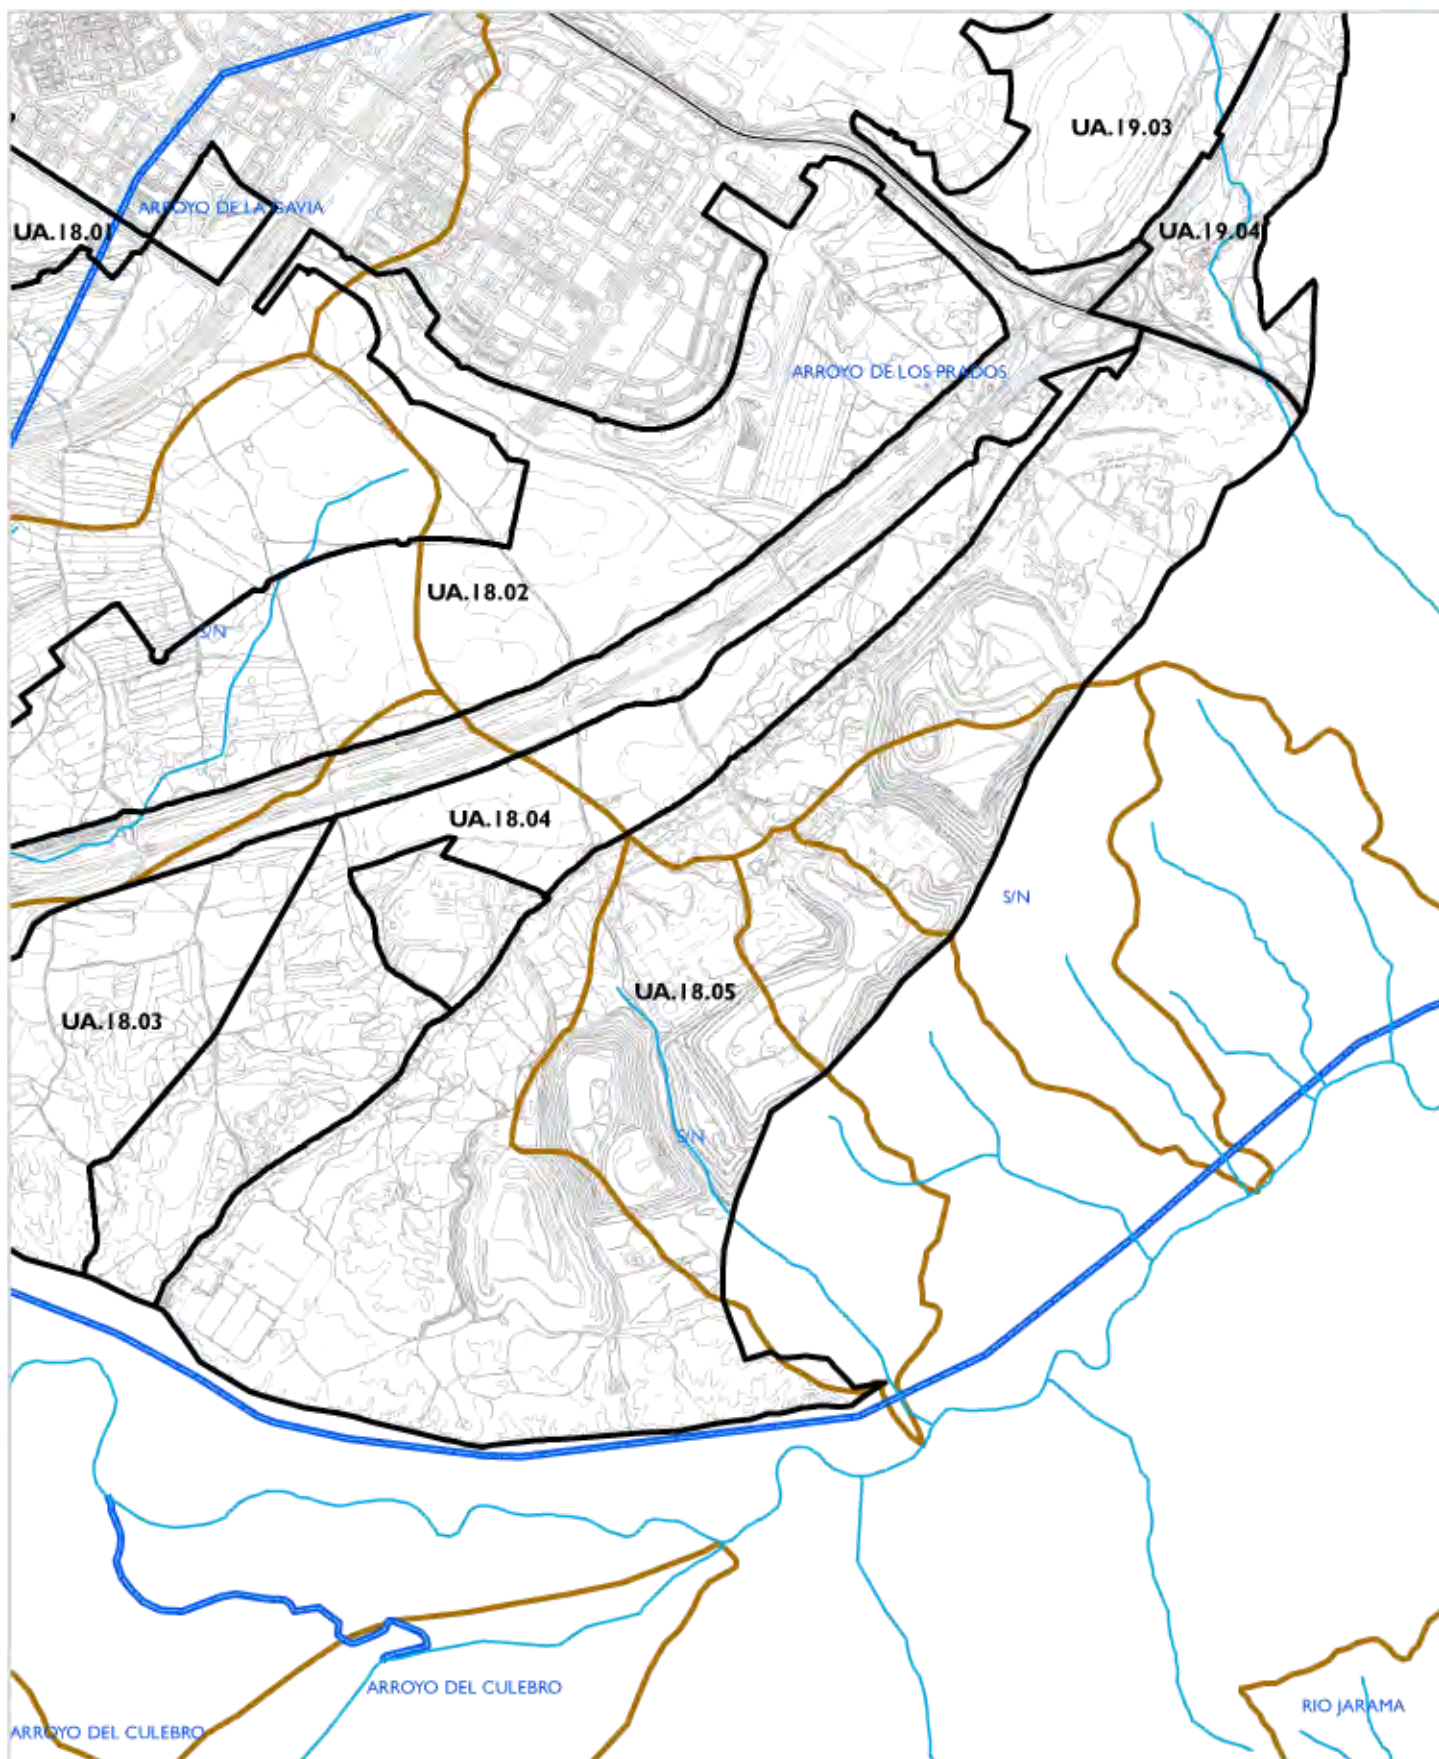 UA.19.03
ARROYO DE LA GAVIA
UA.18.01
UA.19.04
ARROYO DE LOS PRADOS
UA.18.02
S/N
UA.18.04
S/N
UA.18.05
UA.18.03
S/N
ARROYO DEL CULEBRO
RIO JARAMA
ARROYO DEL CULEBRO